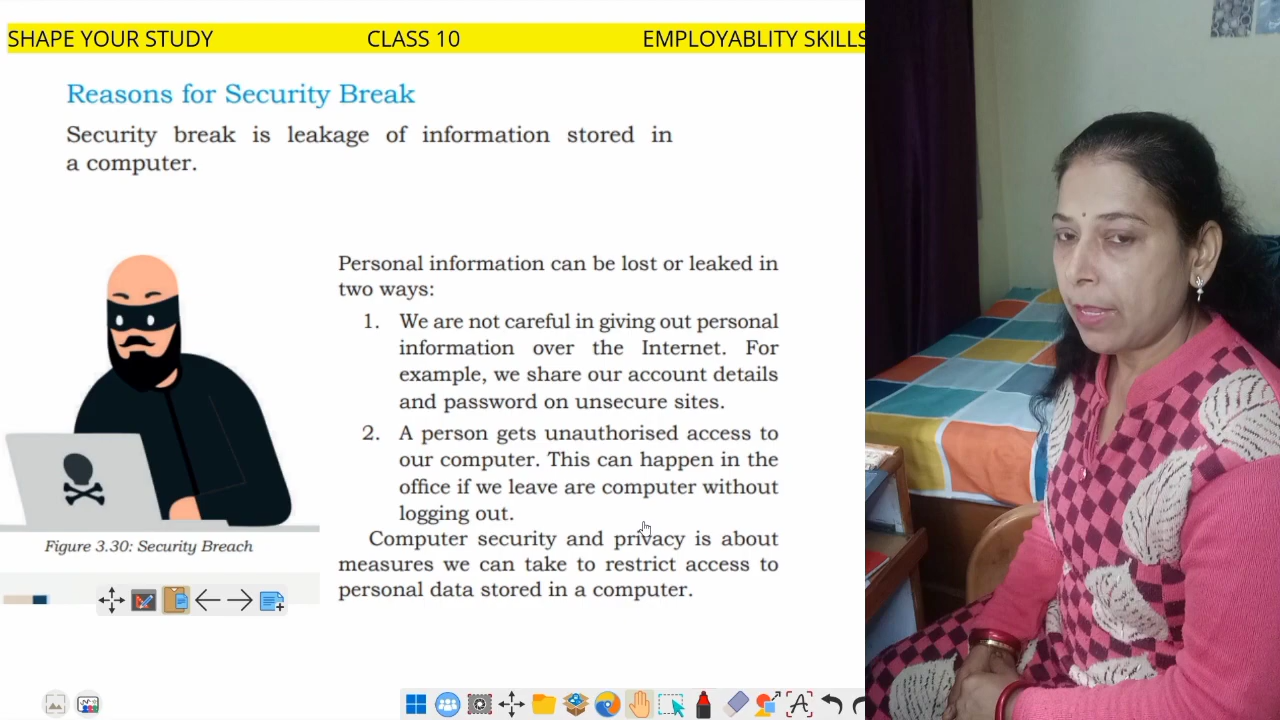 SHAPE YOUR STUDY CLASS 10 EMPLOYABLITY SKILLS
Reasons for Security Break
Security break is leakage of information stored in
a computer.
Personal information can be lost or leaked in
two ways:
1. We are not careful in giving out personal
information over the Internet. For
example, we share our account details
and password on unsecure sites.
2. A person gets unauthorised access to
our computer. This can happen in the
office if we leave are computer without
logging out.
Computer security and privacy is about
measures we can take to restrict access to
personal data stored in a computer.
Figure 3.30: Security Breach